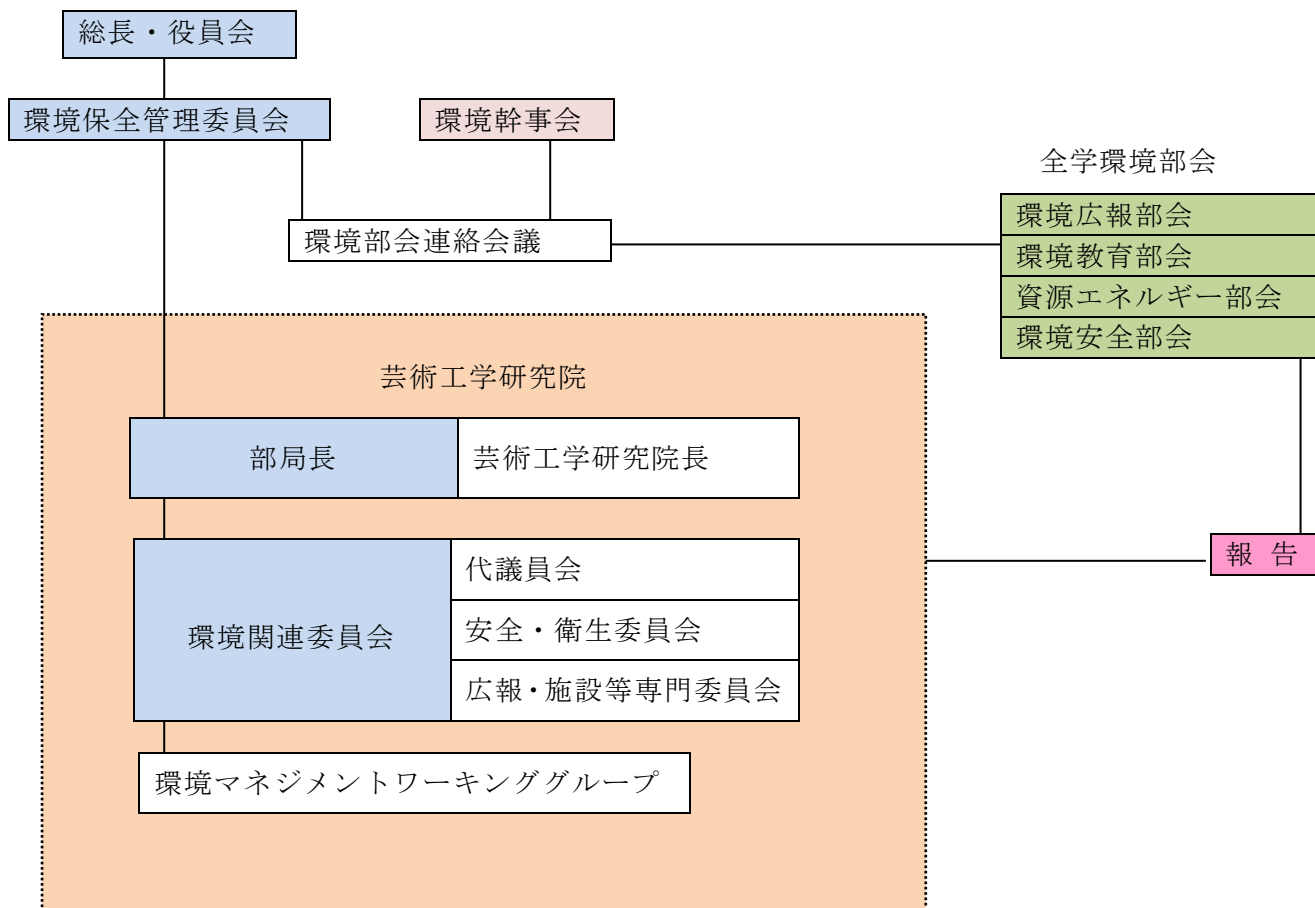 総長・役員会
環境保全管理委員会
環境幹事会
全学環境部会
環境広報部会
環境部会連絡会議
環境教育部会
資源エネルギー部会
環境安全部会
芸術工学研究院
部局長
芸術工学研究院長
報 告
代議員会
安全・衛生委員会
環境関連委員会
広報・施設等専門委員会
環境マネジメントワーキンググループ